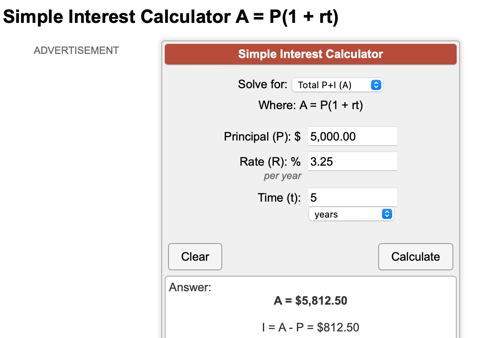 Simple Interest Calculator A = P(1 + rt)
ADVERTISEMENT
Simple Interest Calculator
Solve for: Total P+I (A)
Where: A = P(1 + rt)
Principal (P): $ 5,000.00
Rate (R): % 3.25
per year
Time (t): 5
years
Clear
Calculate
Answer:
A = $5,812.50
I = A - P = $812.50